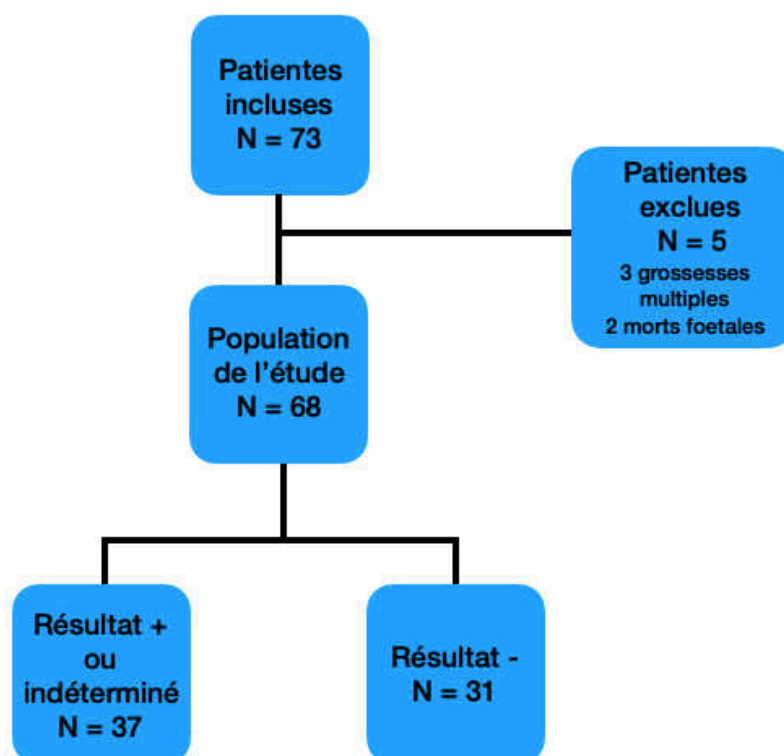 Patientes
incluses
N = 73
Patientes
exclues
N = 5
3 grossesses
multiples
2 morts foetales
Population
de l'étude
N = 68
Résultat +
ou
indéterminé
N = 37
Résultat -
N = 31